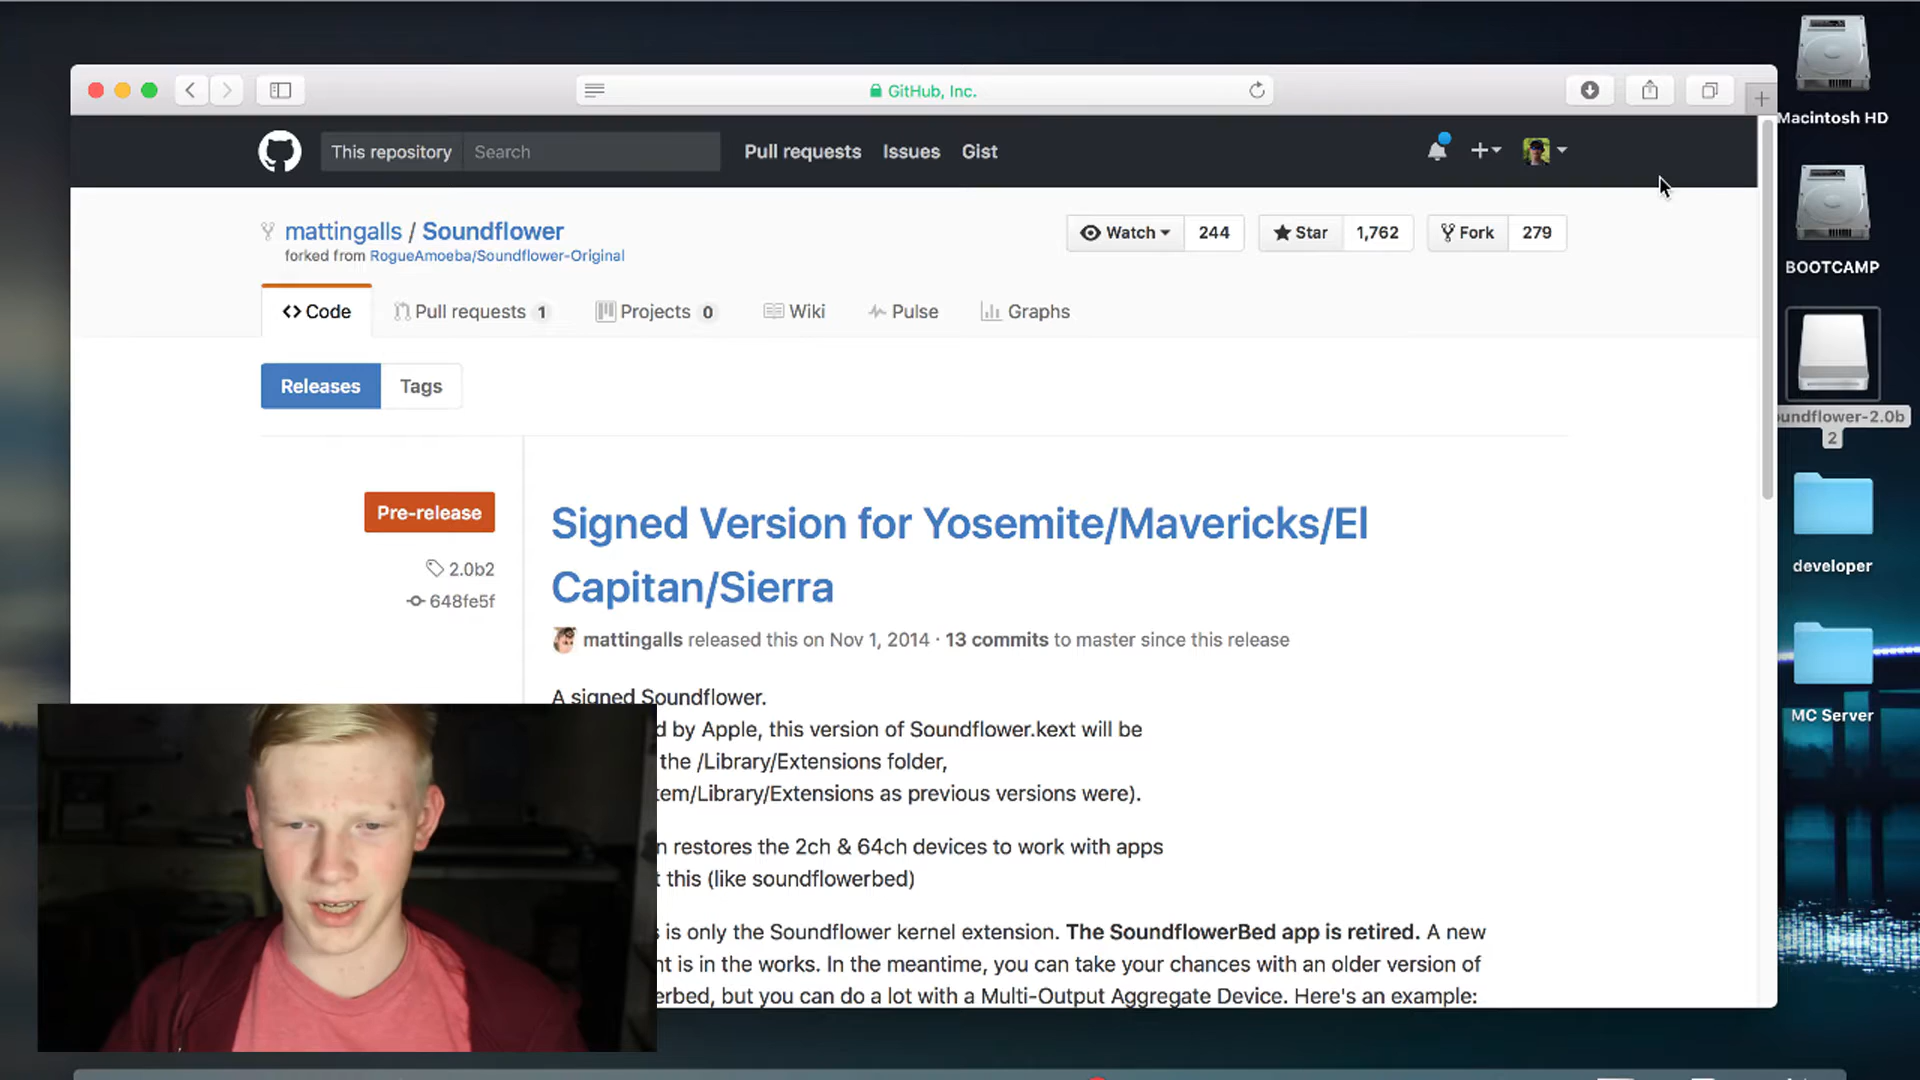 GitHub, Inc.
Macintosh HD
This repository Search Pull requests Issues Gist
mattingalls / Soundflower
forked from RogueAmoeba/Soundflower-Original
Watch 244 Star 1,762 Fork 279
BOOTCAMP
Code Pull requests 1 Projects 0 Wiki Pulse Graphs
Releases Tags
undflower-2.0b
2
Pre-release
2.0b2
648fe5f
Signed Version for Yosemite/Mavericks/El
Capitan/Sierra
developer
mattingalls released this on Nov 1, 2014 · 13 commits to master since this release
A signed Soundflower.
d by Apple, this version of Soundflower.kext will be
the /Library/Extensions folder,
tem/Library/Extensions as previous versions were).
MC Server
n restores the 2ch & 64ch devices to work with apps
t this (like soundflowerbed)
s is only the Soundflower kernel extension. The SoundflowerBed app is retired. A new
nt is in the works. In the meantime, you can take your chances with an older version of
erbed, but you can do a lot with a Multi-Output Aggregate Device. Here's an example: